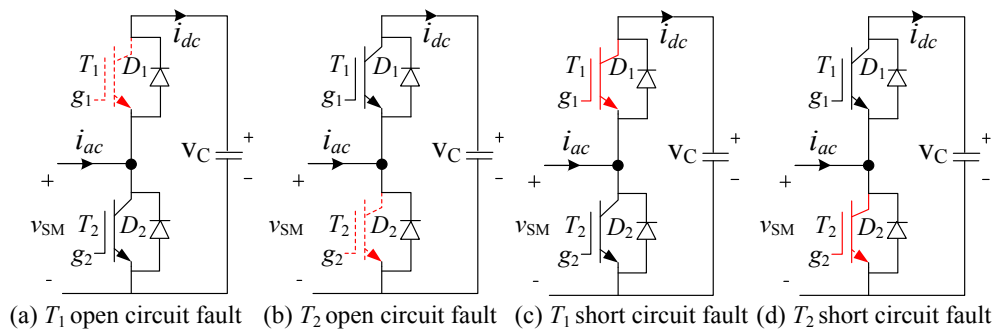 i_dc
T_1
D_1
g_1
i_ac
v_C
+
-
+
v_SM
T_2
D_2
g_2
-
(a) T_1 open circuit fault
i_dc
T_1
D_1
g_1
i_ac
v_C
+
-
+
v_SM
T_2
D_2
g_2
-
(b) T_2 open circuit fault
i_dc
T_1
D_1
g_1
i_ac
v_C
+
-
+
v_SM
T_2
D_2
g_2
-
(c) T_1 short circuit fault
i_dc
T_1
D_1
g_1
i_ac
v_C
+
-
+
v_SM
T_2
D_2
g_2
-
(d) T_2 short circuit fault